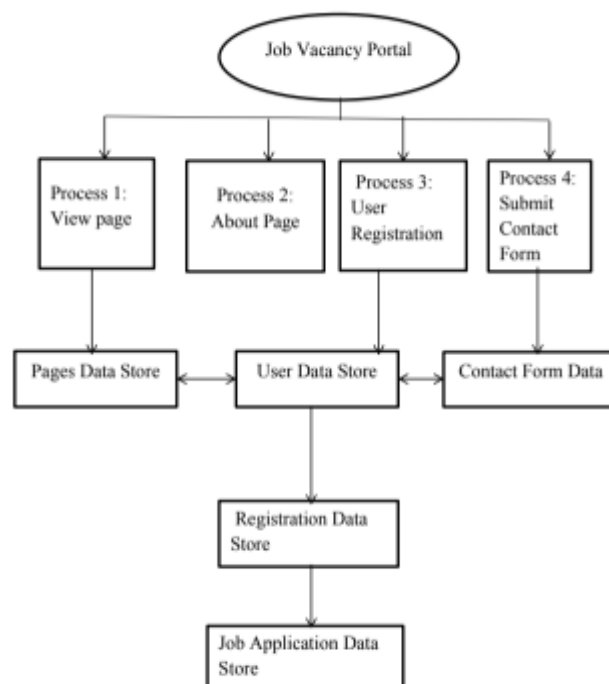 Job Vacancy Portal
Process 1:
View page
Process 2:
About Page
Process 3:
User
Registration
Process 4:
Submit
Contact
Form
Pages Data Store
User Data Store
Contact Form Data
Registration Data
Store
Job Application Data
Store